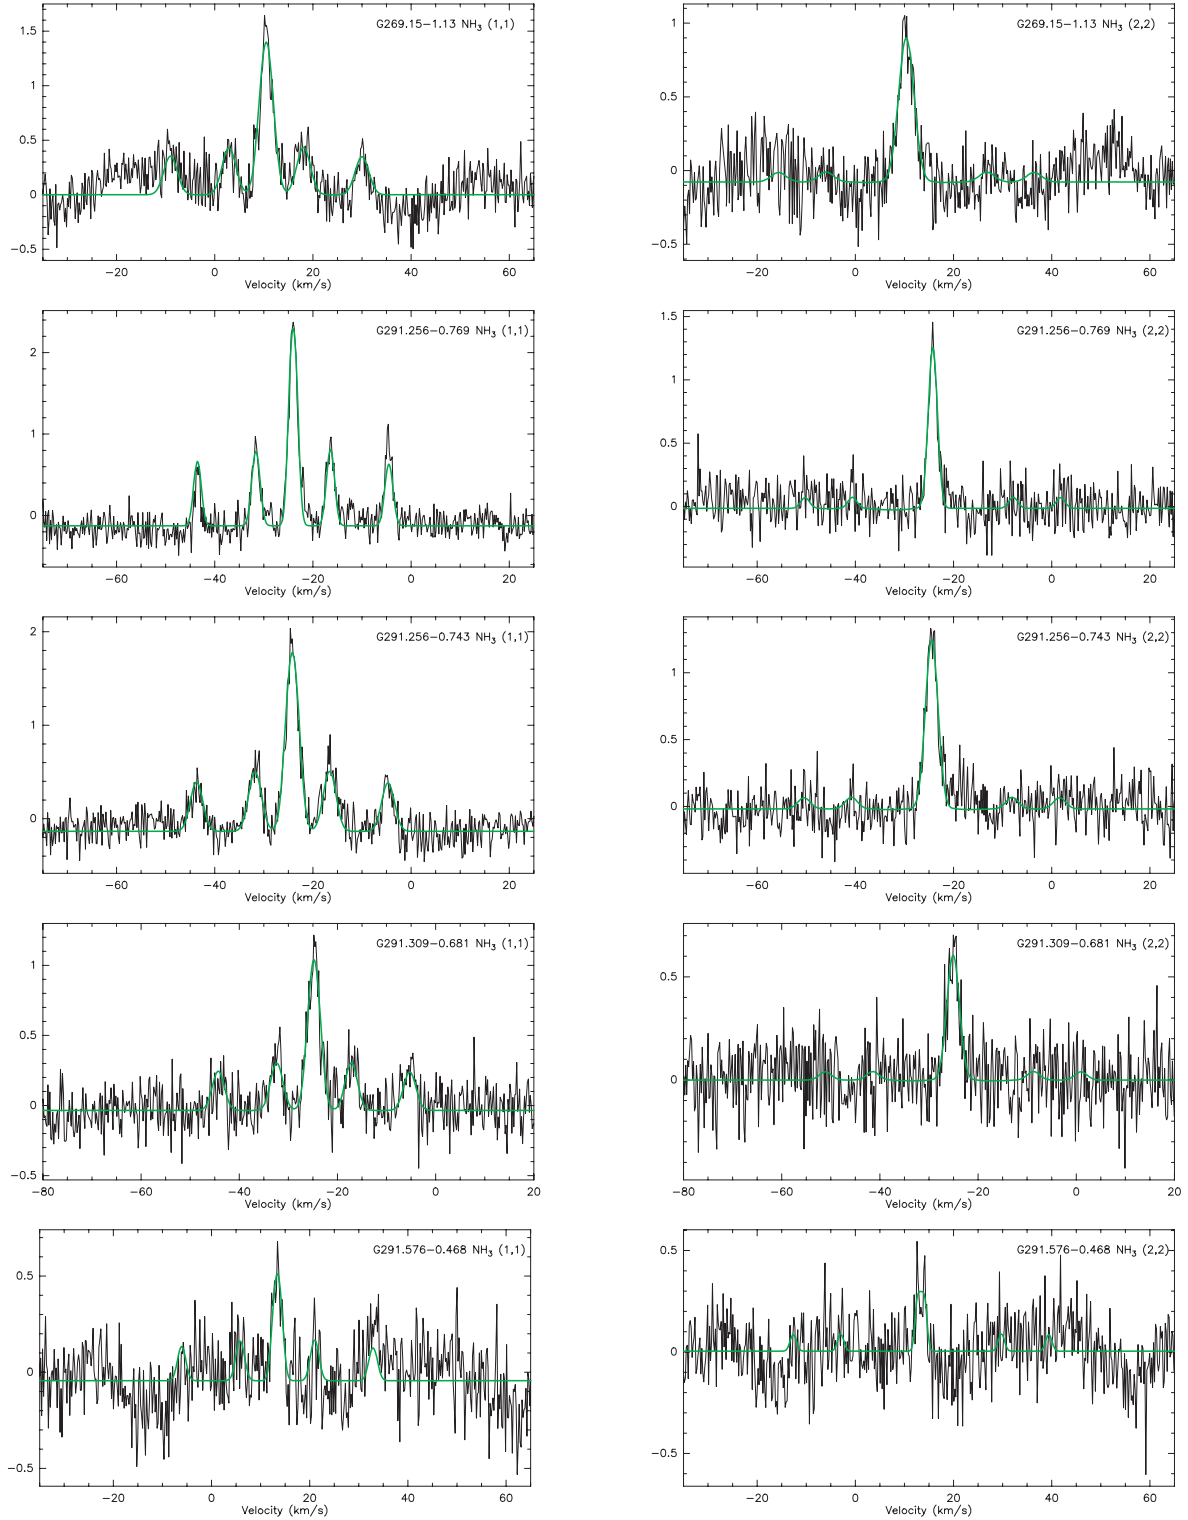 G269.15−1.13 NH3 (1,1)
1.5
1
0.5
0
−0.5
−20 0 20 40 60
Velocity (km/s)
G269.15−1.13 NH3 (2,2)
1
0.5
0
−0.5
−20 0 20 40 60
Velocity (km/s)
G291.256−0.769 NH3 (1,1)
2
1
0
−60 −40 −20 0 20
Velocity (km/s)
G291.256−0.769 NH3 (2,2)
1.5
1
0.5
0
−60 −40 −20 0 20
Velocity (km/s)
G291.256−0.743 NH3 (1,1)
2
1
0
−60 −40 −20 0 20
Velocity (km/s)
G291.256−0.743 NH3 (2,2)
1
0.5
0
−60 −40 −20 0 20
Velocity (km/s)
G291.309−0.681 NH3 (1,1)
1
0.5
0
−0.5
−80 −60 −40 −20 0 20
Velocity (km/s)
G291.309−0.681 NH3 (2,2)
0.5
0
−80 −60 −40 −20 0 20
Velocity (km/s)
G291.576−0.468 NH3 (1,1)
0.5
0
−0.5
−20 0 20 40 60
Velocity (km/s)
G291.576−0.468 NH3 (2,2)
0.5
0
−0.5
−20 0 20 40 60
Velocity (km/s)